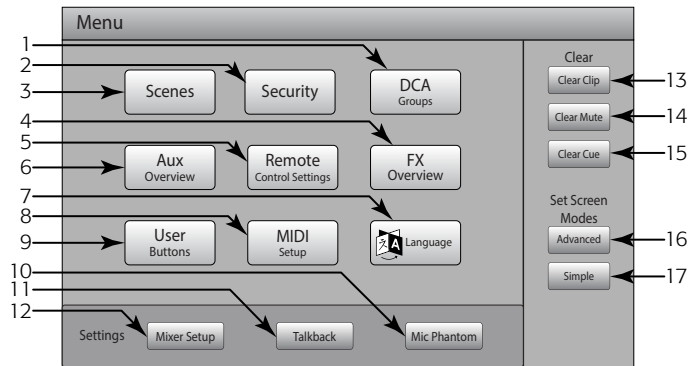 Menu
1
2
3
4
5
6
7
8
9
10
11
12
Scenes
Security
DCA
Groups
Aux
Overview
Remote
Control Settings
FX
Overview
User
Buttons
MIDI
Setup
A
Language
Settings
Mixer Setup
Talkback
Mic Phantom
Clear
Clear Clip
Clear Mute
Clear Cue
Set Screen
Modes
Advanced
Simple
13
14
15
16
17